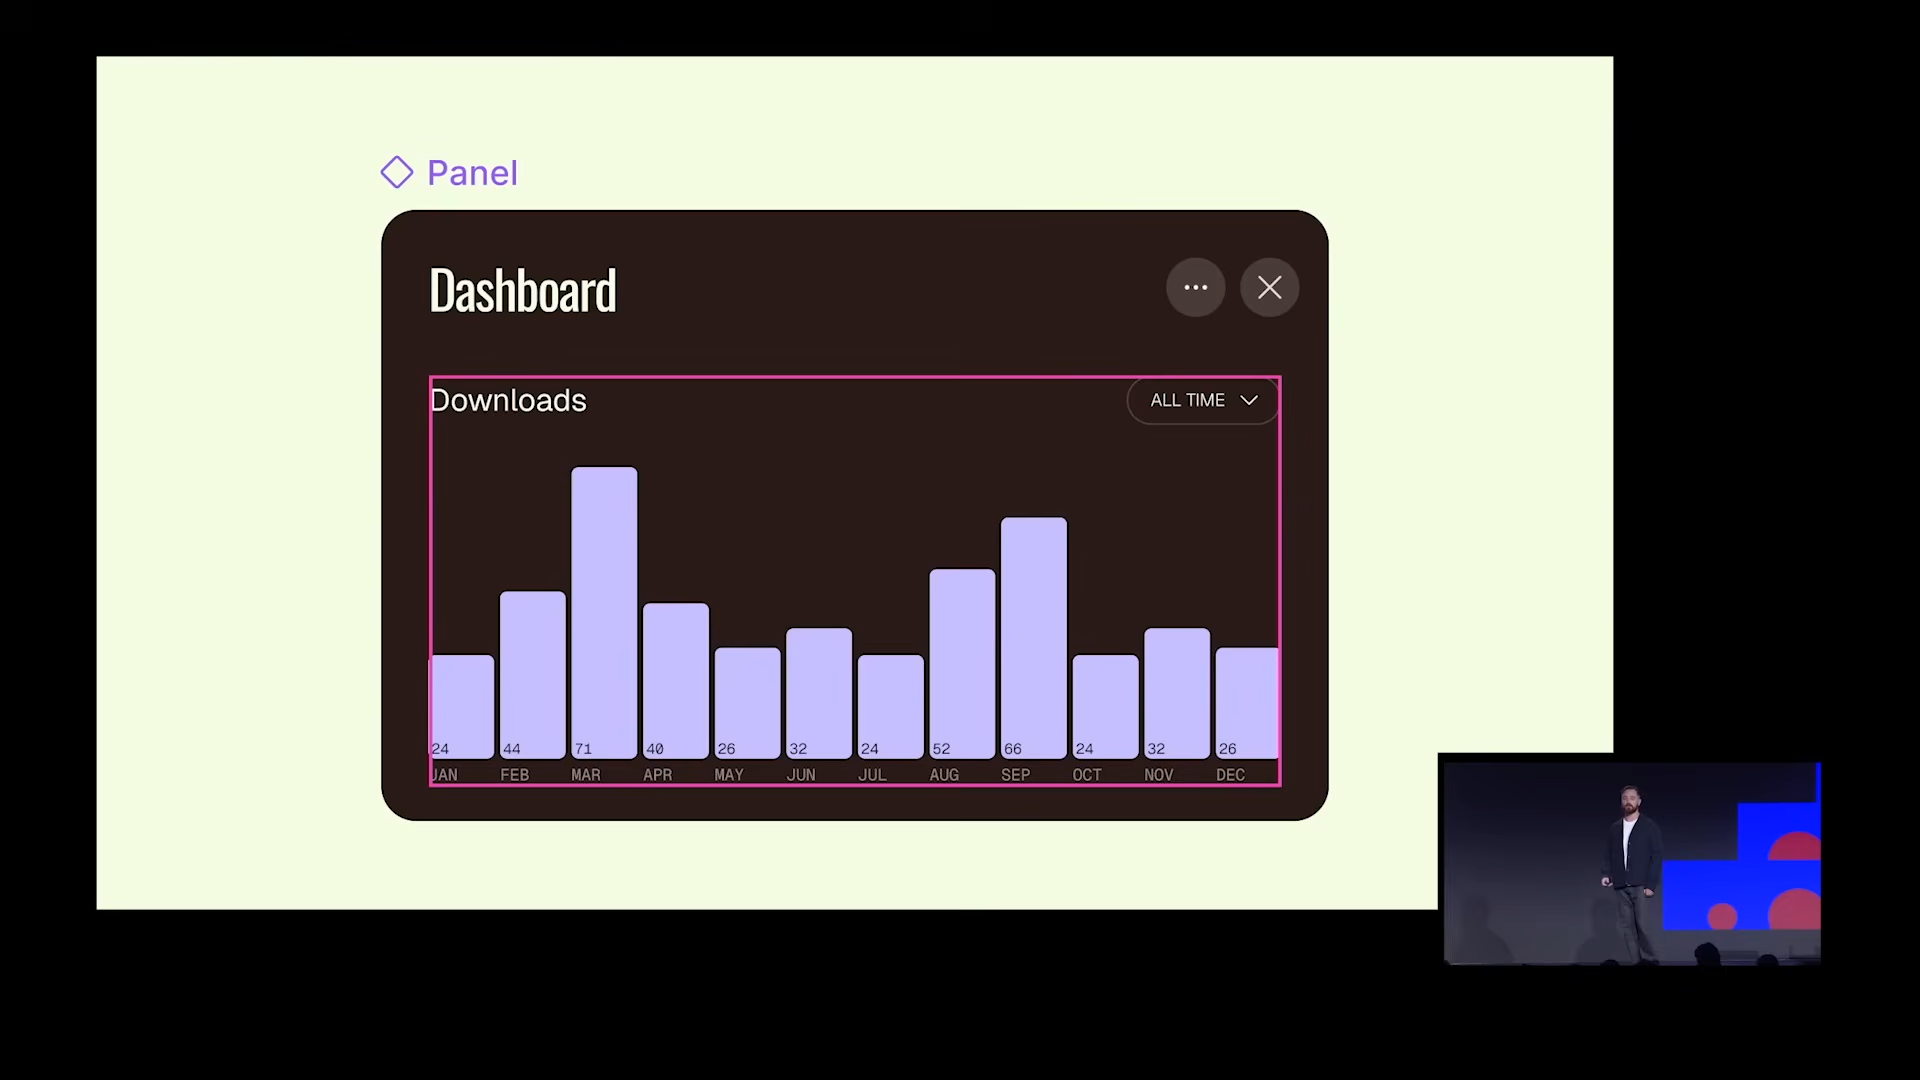 Panel
Dashboard
Downloads
ALL TIME
24 44 71 40 26 32 24 52 66 24 32 26
JAN FEB MAR APR MAY JUN JUL AUG SEP OCT NOV DEC